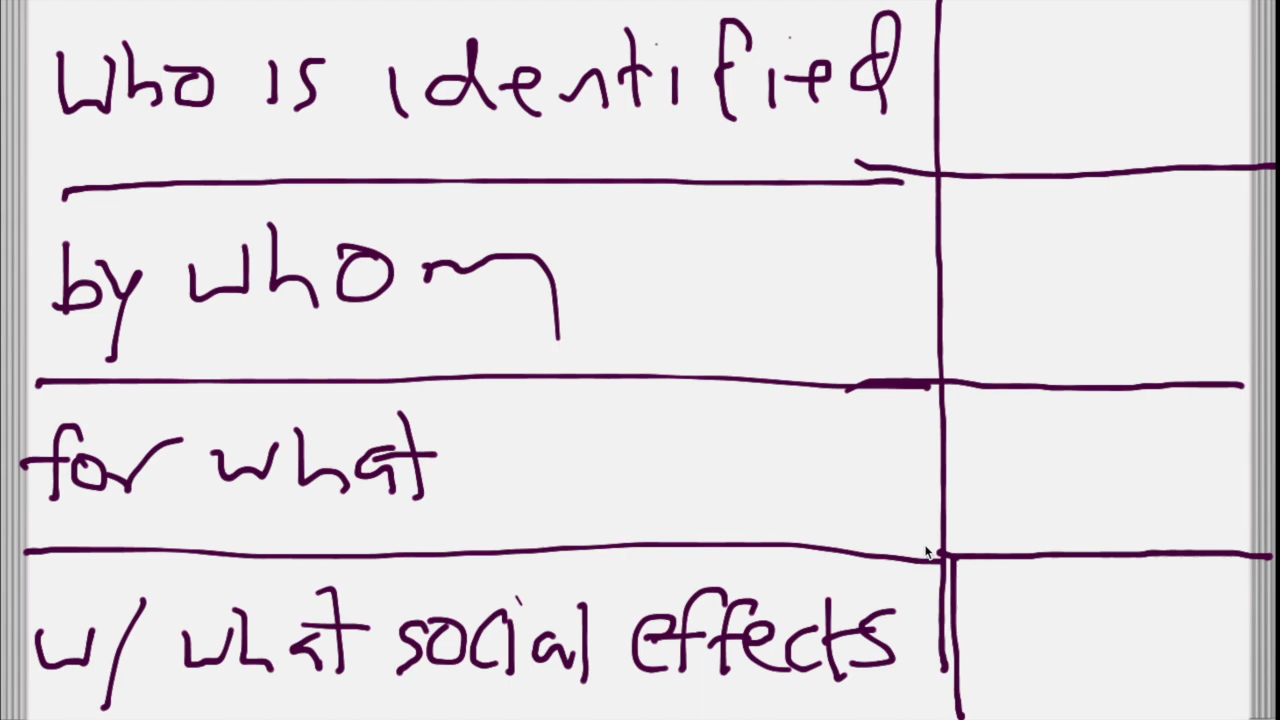 Who is identified
by whom
for what
w/ what social effects